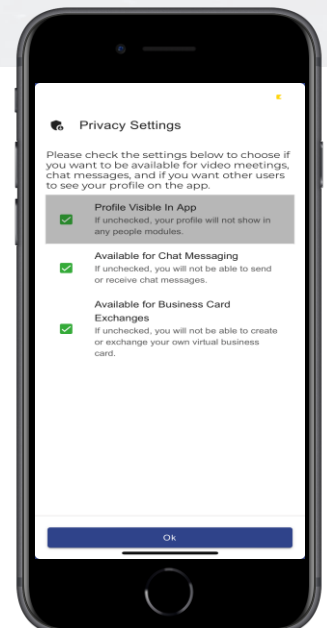 Privacy Settings
Please check the settings below to choose if
you want to be available for video meetings,
chat messages, and if you want other users
to see your profile on the app.
Profile Visible In App
If unchecked, your profile will not show in
any people modules.
Available for Chat Messaging
If unchecked, you will not be able to send
or receive chat messages.
Available for Business Card
Exchanges
If unchecked, you will not be able to create
or exchange your own virtual business
card.
Ok